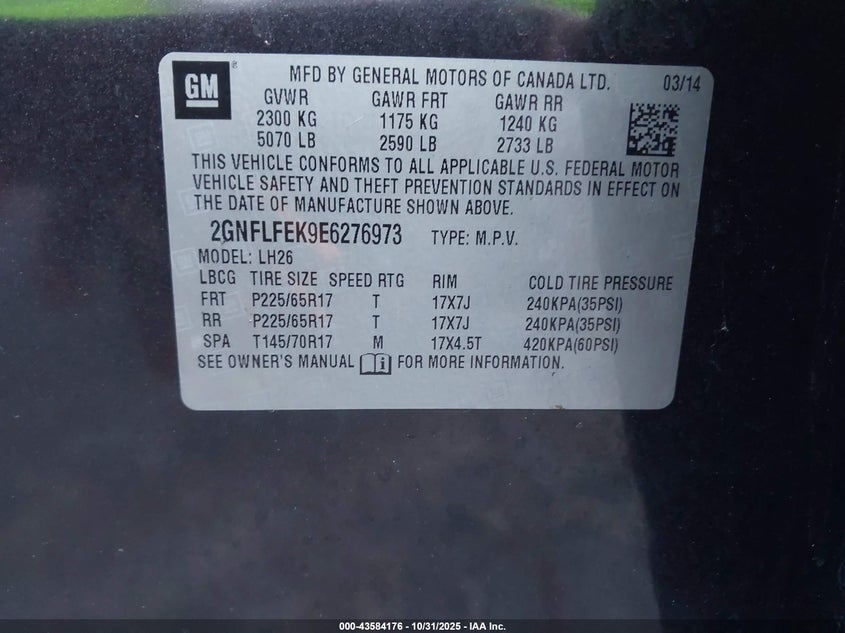 GM ® MFD BY GENERAL MOTORS OF CANADA LTD. 03/14
GVWR GAWR FRT GAWR RR
2300 KG 1175 KG 1240 KG
5070 LB 2590 LB 2733 LB
THIS VEHICLE CONFORMS TO ALL APPLICABLE U.S. FEDERAL MOTOR
VEHICLE SAFETY AND THEFT PREVENTION STANDARDS IN EFFECT ON
THE DATE OF MANUFACTURE SHOWN ABOVE.
2GNFLFEK9E6276973 TYPE: M.P.V.
MODEL: LH26
LBCG TIRE SIZE SPEED RTG RIM COLD TIRE PRESSURE
FRT P225/65R17 T 17X7J 240KPA(35PSI)
RR P225/65R17 T 17X7J 240KPA(35PSI)
SPA T145/70R17 M 17X4.5T 420KPA(60PSI)
SEE OWNER'S MANUAL i FOR MORE INFORMATION.
000-43584176 - 10/31/2025 - IAA Inc.